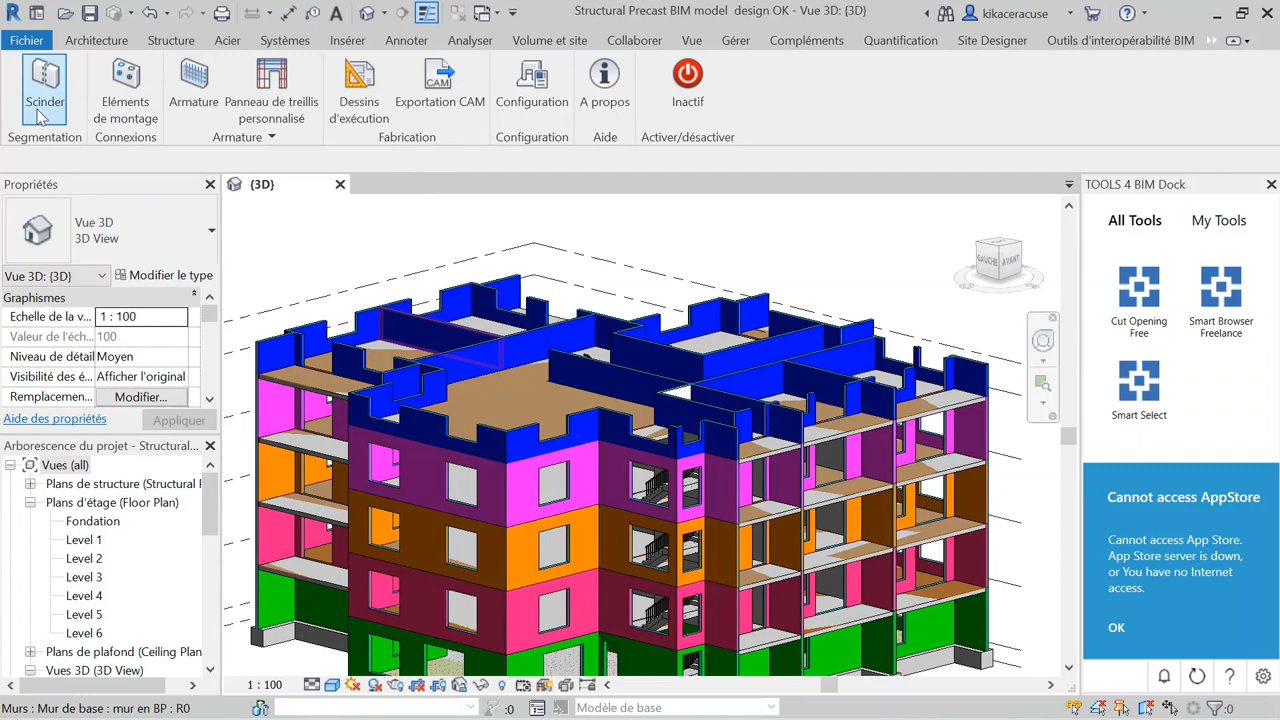 Structural Precast BIM model design OK - Vue 3D: {3D}
kikaceracuse
Fichier Architecture Structure Acier Systèmes Insérer Annoter Analyser Volume et site Collaborer Vue Gérer Compléments Quantification Site Designer Outils d'interopérabilité BIM
Scinder
Eléments de montage
Armature
Panneau de treillis personnalisé
Dessins d'exécution
Exportation CAM
Configuration
A propos
Inactif
CAM
Segmentation Connexions Armature Fabrication Configuration Aide Activer/désactiver
Propriétés
{3D}
TOOLS 4 BIM Dock
Vue 3D
3D View
Vue 3D: {3D}
Modifier le type
Graphismes
Echelle de la v... 1 : 100
Valeur de l'éch... 100
Niveau de détail Moyen
Visibilité des é... Afficher l'original
Remplacemen... Modifier...
Aide des propriétés Appliquer
Arborescence du projet - Structural...
Vues (all)
Plans de structure (Structural P
Plans d'étage (Floor Plan)
Fondation
Level 1
Level 2
Level 3
Level 4
Level 5
Level 6
Plans de plafond (Ceiling Plan
Vues 3D (3D View)
GAUCHE AVANT
All Tools My Tools
Cut Opening Free
Smart Browser Freelance
Smart Select
Cannot access AppStore
Cannot access App Store.
App Store server is down,
or You have no Internet
access.
OK
1 : 100
Murs : Mur de base : mur en BP : R0
:0
Modèle de base
:0